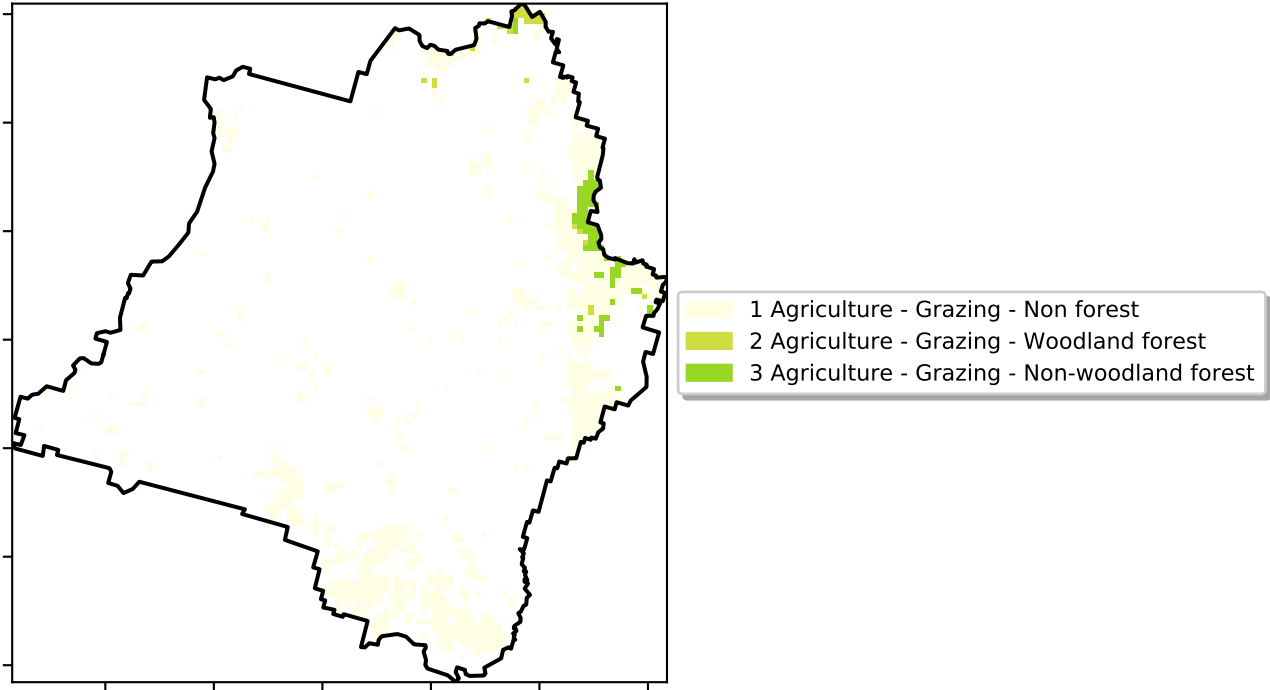 1 Agriculture - Grazing - Non forest
2 Agriculture - Grazing - Woodland forest
3 Agriculture - Grazing - Non-woodland forest